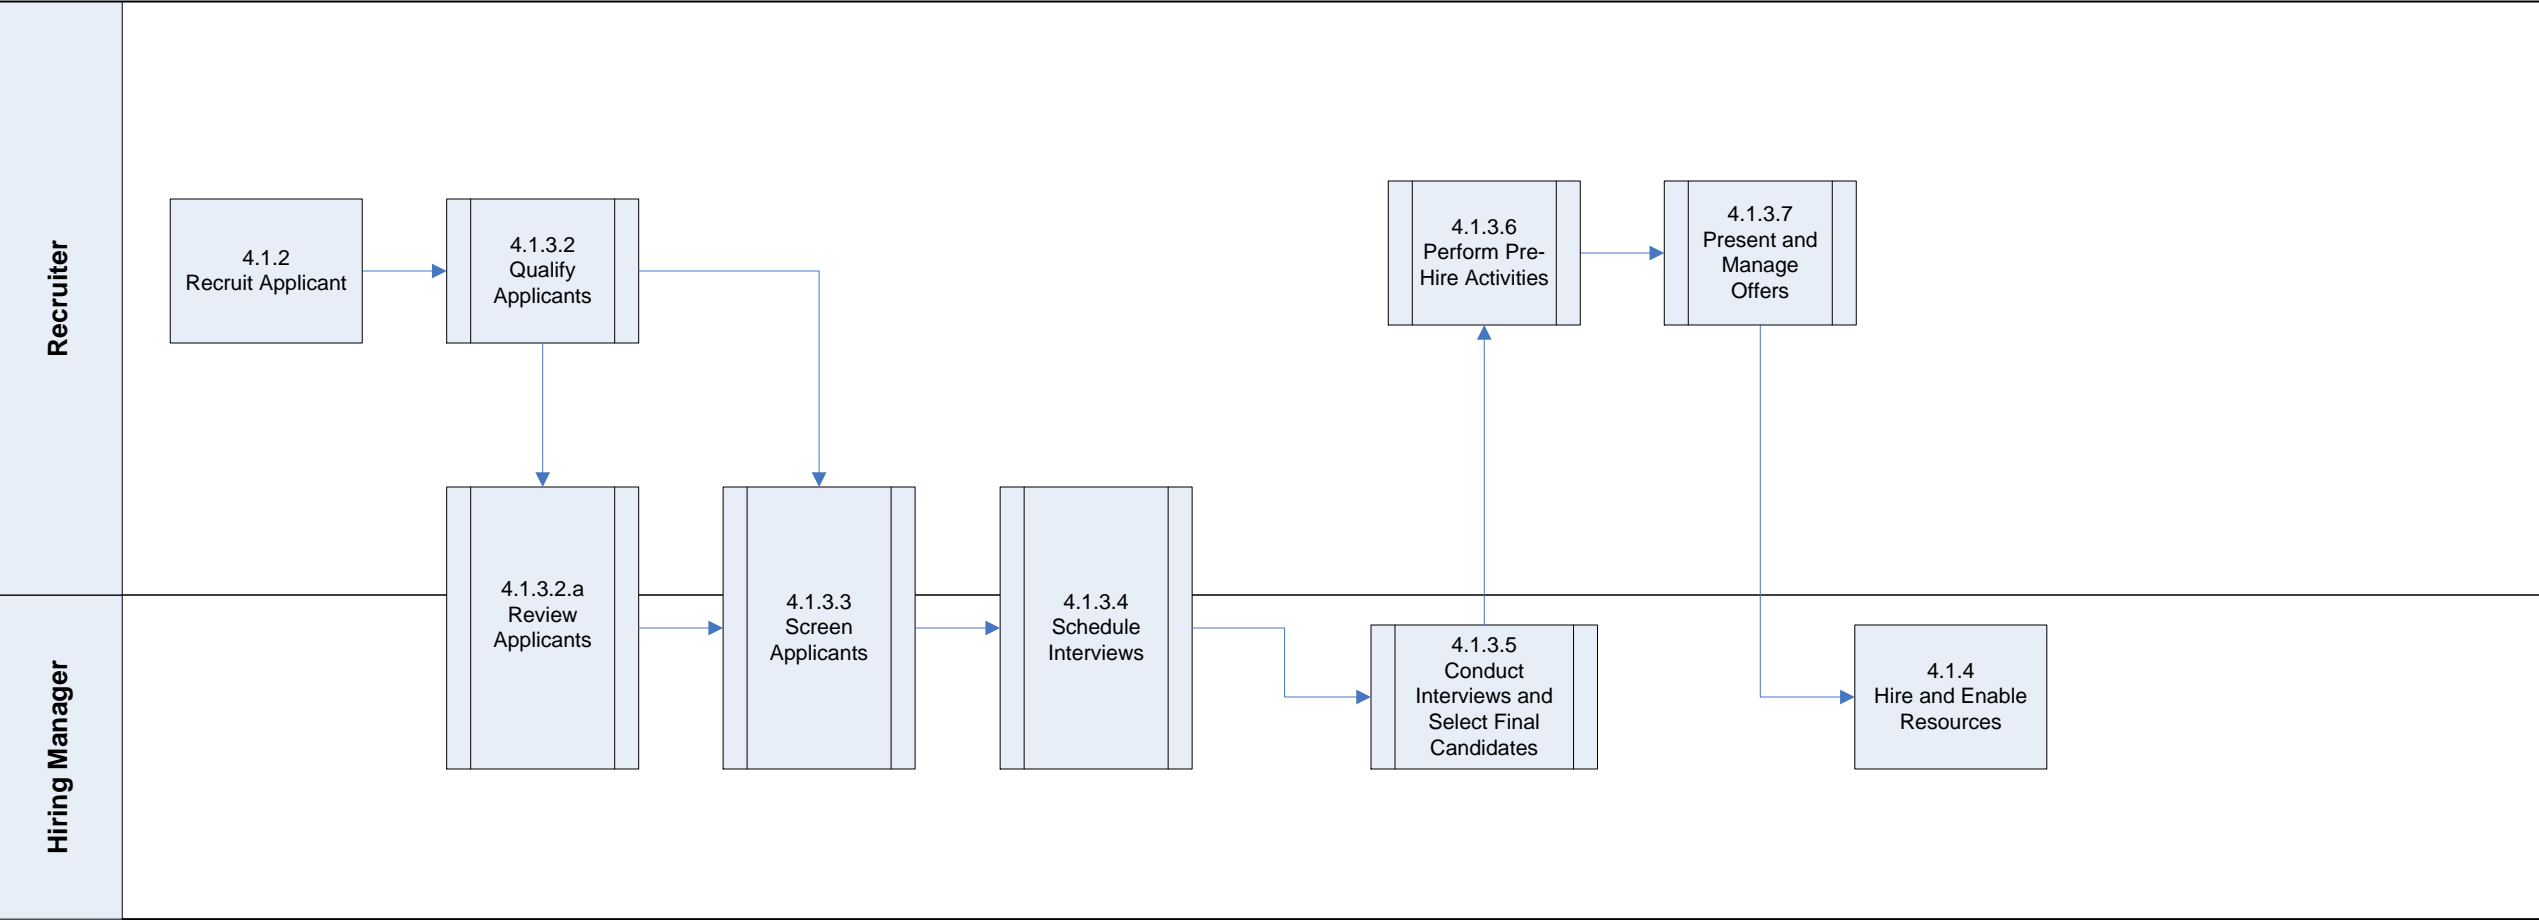 Recruiter
4.1.2
Recruit Applicant
4.1.3.2
Qualify
Applicants
4.1.3.6
Perform Pre-
Hire Activities
4.1.3.7
Present and
Manage
Offers
Hiring Manager
4.1.3.2.a
Review
Applicants
4.1.3.3
Screen
Applicants
4.1.3.4
Schedule
Interviews
4.1.3.5
Conduct
Interviews and
Select Final
Candidates
4.1.4
Hire and Enable
Resources